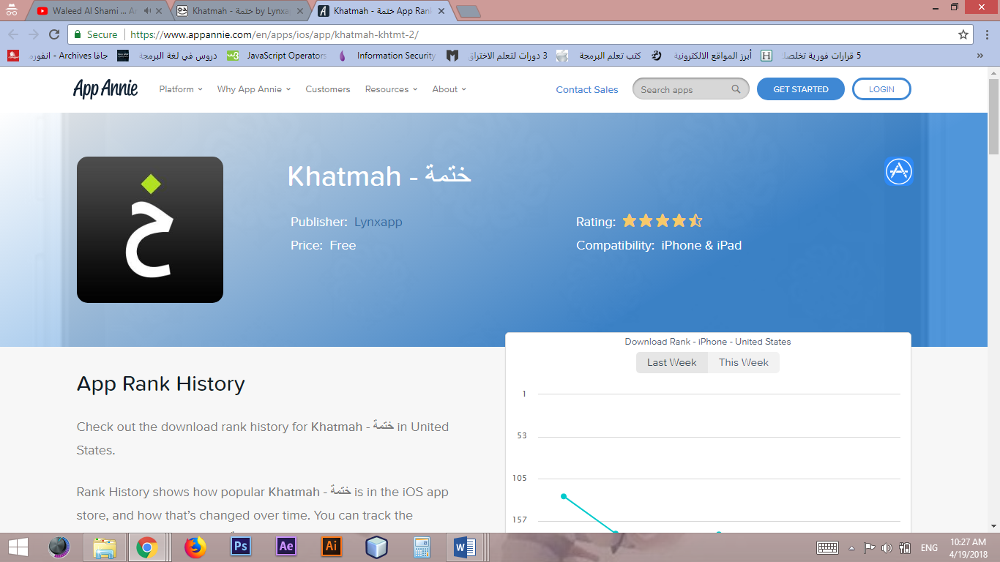 Waleed Al Shami ... Ar
Khatmah - ختمة by Lynxa
Khatmah - ختمة App Ran
Secure
https://www.appannie.com/en/apps/ios/app/khatmah-khtmt-2/
جافا Archives - انفورم
دروس في لغة البرمجة
JavaScript Operators
Information Security
3 دورات لتعلم الاختراق
كتب تعلم البرمجة
أبرز المواقع الالكترونية
5 قرارات فورية تخلصك
App Annie
Platform
Why App Annie
Customers
Resources
About
Contact Sales
Search apps
GET STARTED
LOGIN
خ
Khatmah - ختمة
Publisher: Lynxapp
Rating:
Price: Free
Compatibility: iPhone & iPad
App Rank History
Check out the download rank history for Khatmah - ختمة in United
States.
Rank History shows how popular Khatmah - ختمة is in the iOS app
store, and how that's changed over time. You can track the
Download Rank - iPhone - United States
Last Week
This Week
1
53
105
157
Ps
Ae
Ai
W
ENG
10:27 AM
4/19/2018